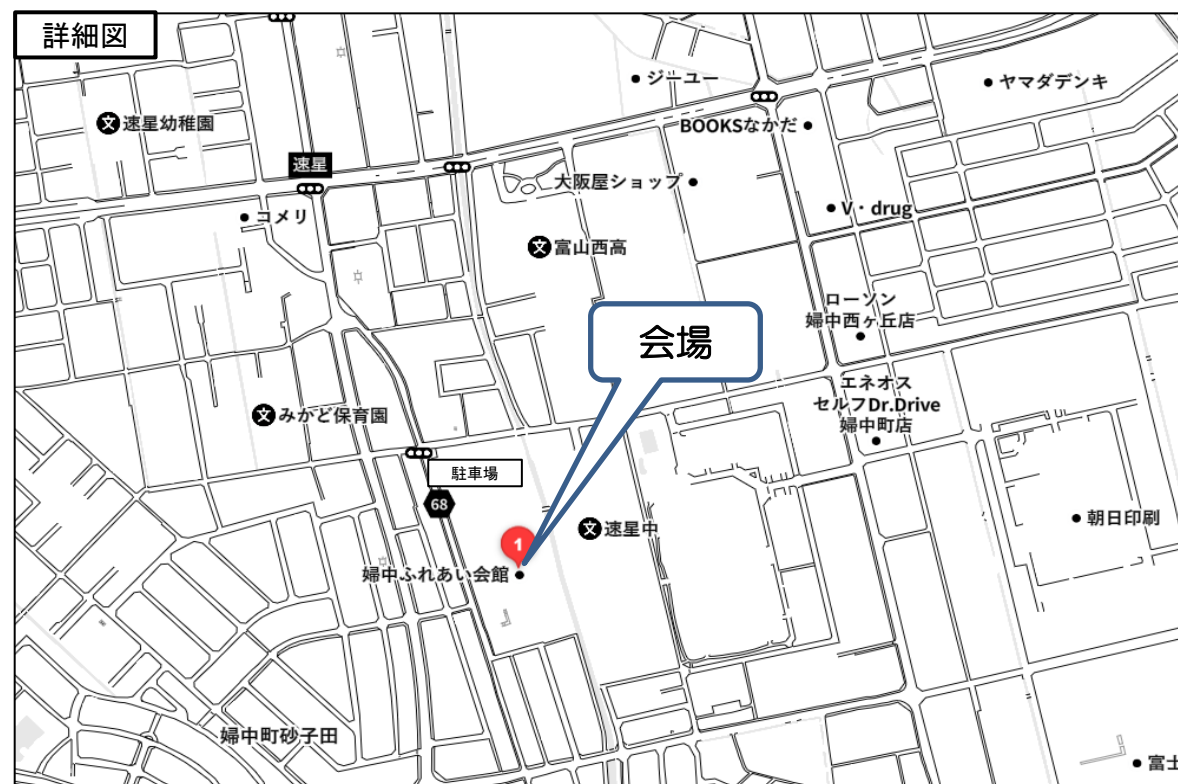 詳細図
ジーユー
ヤマダデンキ
文 速星幼稚園
BOOKSなかだ
速星
大阪屋ショップ
コメリ
V・drug
文 富山西高
ローソン
婦中西ヶ丘店
会場
エネオス
セルフDr.Drive
婦中町店
文 みかど保育園
駐車場
68
朝日印刷
文 速星中
1
婦中ふれあい会館
婦中町砂子田
富士